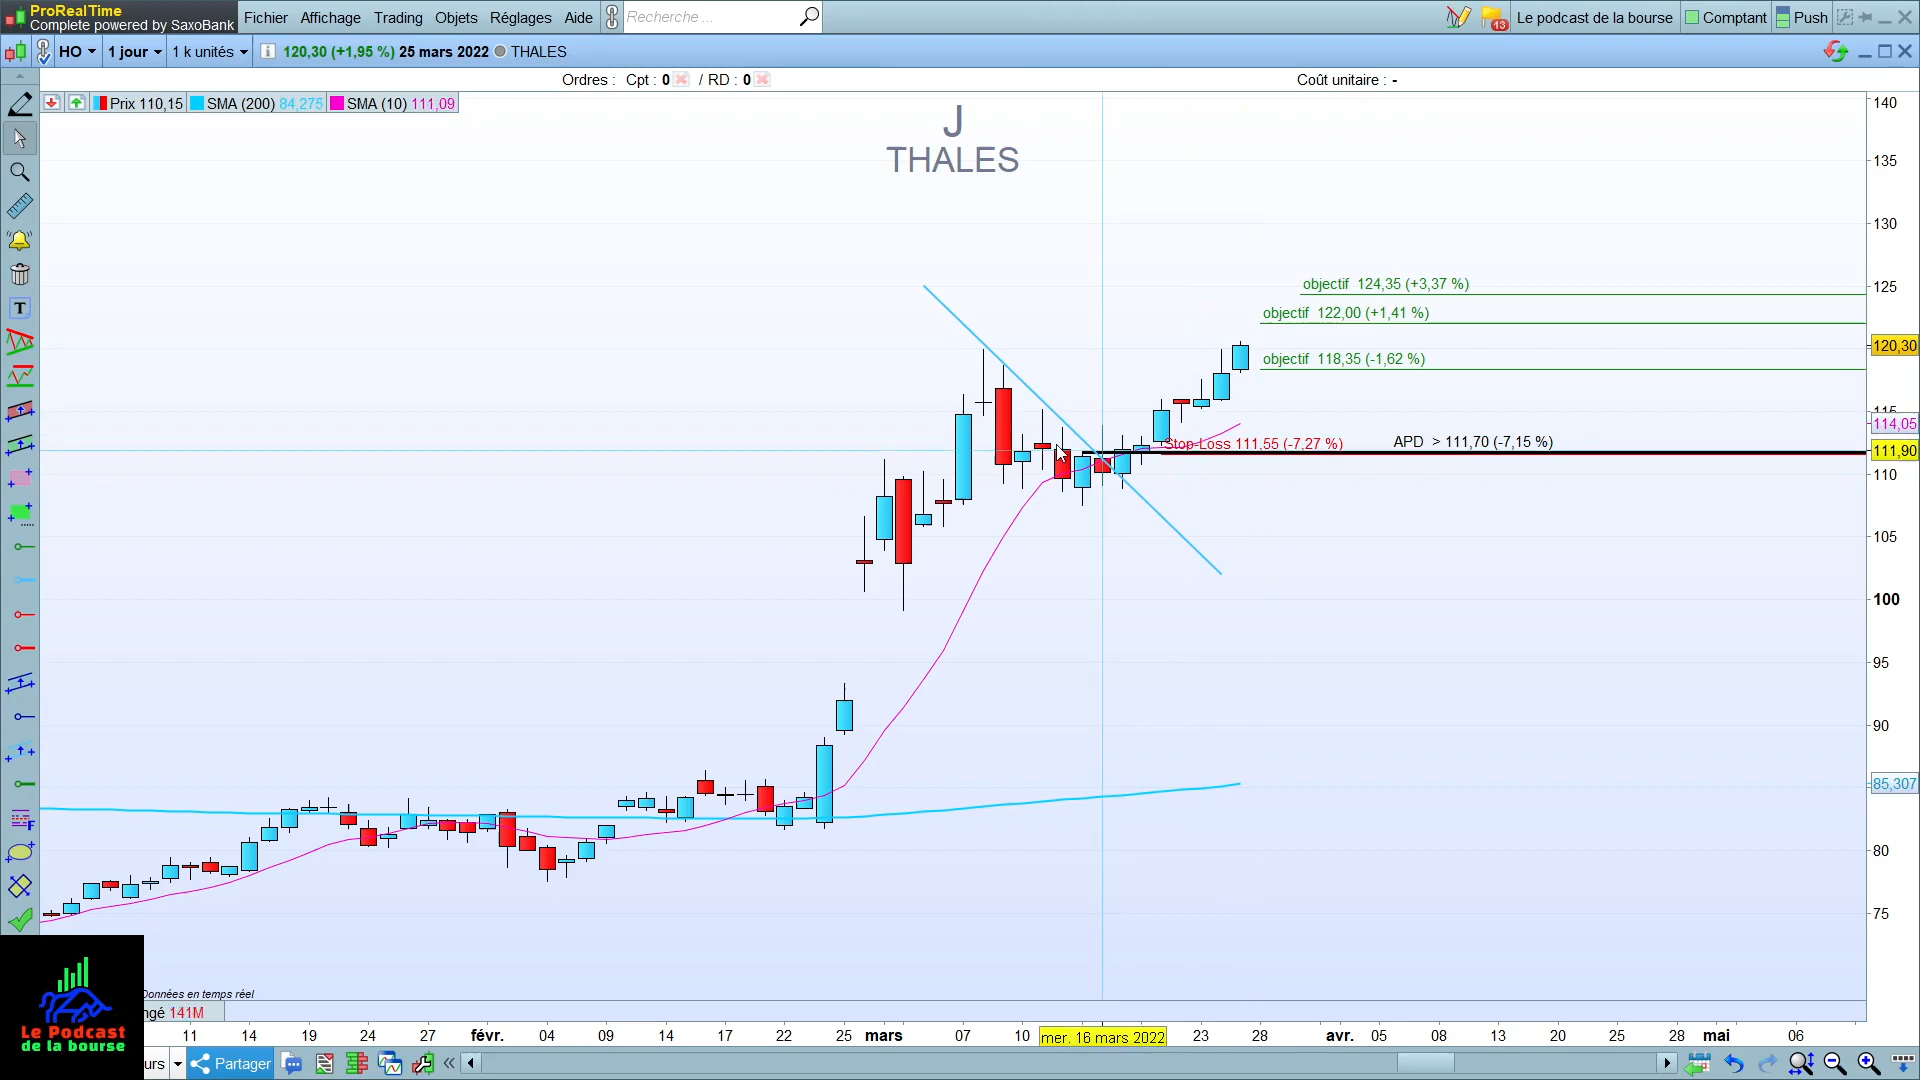 ProRealTime
Complete powered by SaxoBank
Fichier Affichage Trading Objets Réglages Aide
Recherche ...
13
Le podcast de la bourse
Comptant
Push
HO
1 jour
1 k unités
120,30 (+1,95 %) 25 mars 2022
THALES
Ordres : Cpt : 0 / RD : 0
Coût unitaire : -
Prix 110,15
SMA (200) 84,275
SMA (10) 111,09
J
THALES
objectif 124,35 (+3,37 %)
objectif 122,00 (+1,41 %)
objectif 118,35 (-1,62 %)
Stop-Loss 111,55 (-7,27 %)
APD > 111,70 (-7,15 %)
140
135
130
125
120,30
115
114,05
111,90
110
105
100
95
90
85,307
80
75
T
F
Données en temps réel
ngé 141M
11 14 19 24 27 févr. 04 09 14 17 22 25 mars 07 10 mer. 16 mars 2022 23 28 avr. 05 08 13 20 25 28 mai 06
Le Podcast
de la bourse
urs
Partager